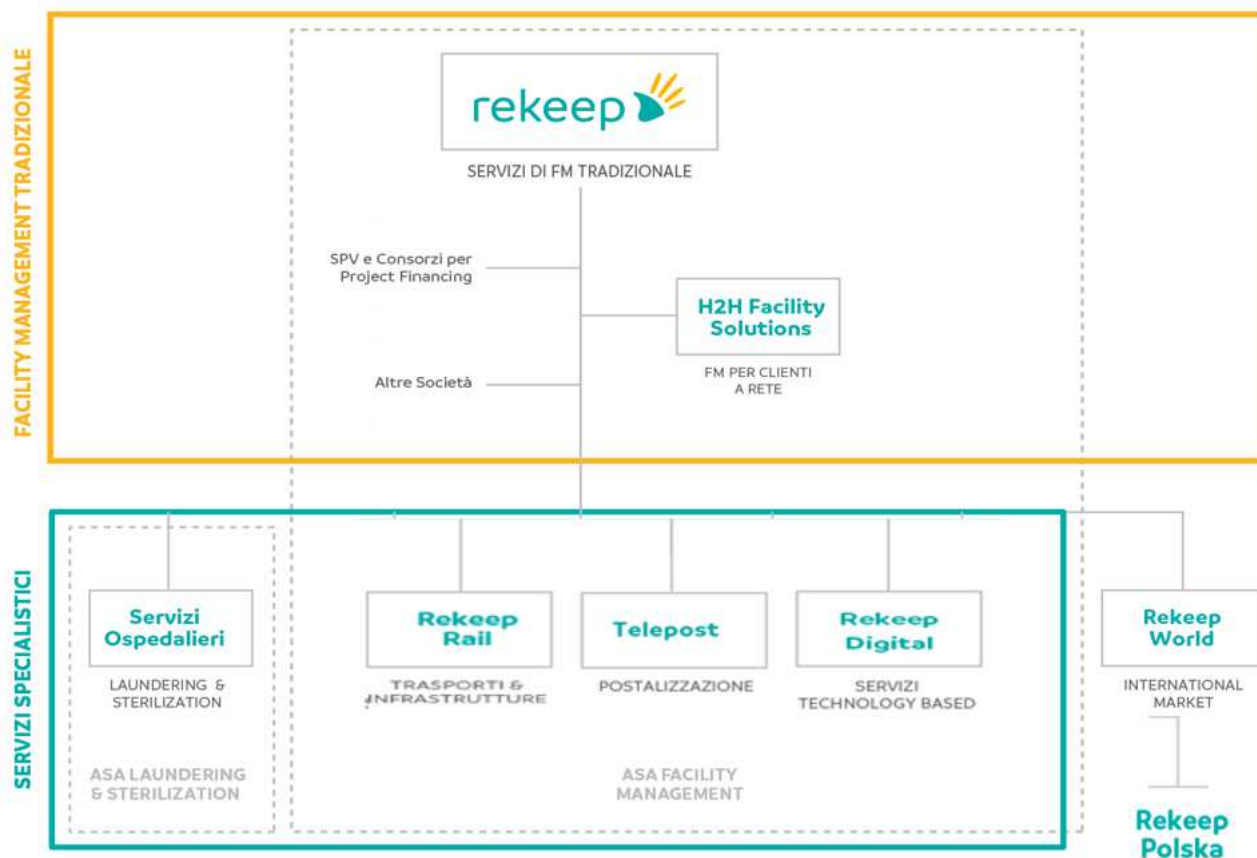 FACILITY MANAGEMENT TRADIZIONALE
rekeep
SERVIZI DI FM TRADIZIONALE
SPV e Consorzi per
Project Financing
H2H Facility
Solutions
FM PER CLIENTI
A RETE
Altre Società
SERVIZI SPECIALISTICI
Servizi
Ospedalieri
LAUNDERING &
STERILIZATION
ASA LAUNDERING
& STERILIZATION
Rekeep
Rail
TRASPORTI &
INFRASTRUTTURE
Telepost
POSTALIZZAZIONE
Rekeep
Digital
SERVIZI
TECHNOLOGY BASED
ASA FACILITY
MANAGEMENT
Rekeep
World
INTERNATIONAL
MARKET
Rekeep
Polska